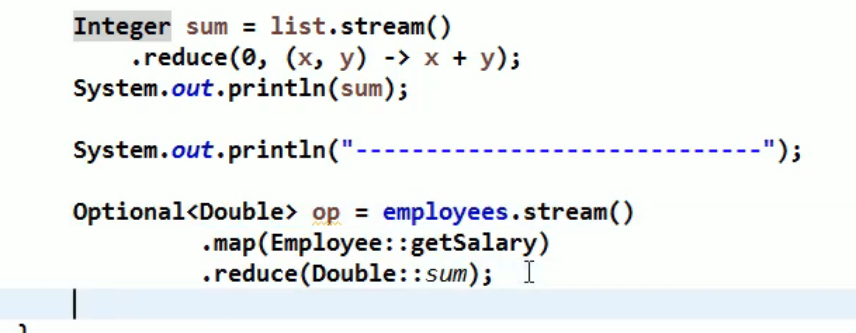 Integer sum = list.stream()
.reduce(0, (x, y) -> x + y);
System.out.println(sum);
System.out.println("-----------------------------");
Optional<Double> op = employees.stream()
.map(Employee::getSalary)
.reduce(Double::sum);
}